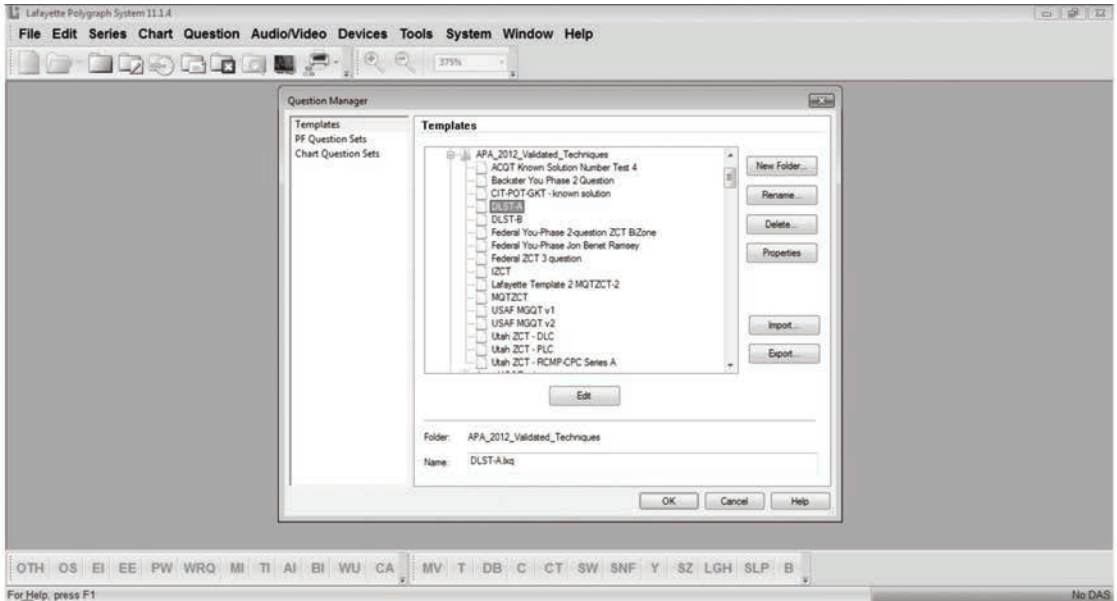 Lafayette Polygraph System 11.1.4
File Edit Series Chart Question Audio/Video Devices Tools System Window Help
375%
Question Manager
Templates
PF Question Sets
Chart Question Sets
Templates
APA_2012_Validated_Techniques
ACQT Known Solution Number Test 4
Backster You Phase 2 Question
CIT-POT-GKT - known solution
DLST-A
DLST-B
Federal You-Phase 2-question ZCT BiZone
Federal You-Phase Jon Benet Ramsey
Federal ZCT 3 question
IZCT
Lafayette Template 2 MQTZCT-2
MQTZCT
USAF MGQT v1
USAF MGQT v2
Utah ZCT - DLC
Utah ZCT - PLC
Utah ZCT - RCMP-CPC Series A
New Folder...
Rename...
Delete...
Properties
Import...
Export...
Edit
Folder: APA_2012_Validated_Techniques
Name: DLST-A.lxq
OK Cancel Help
OTH OS EI EE PW WRQ MI TI AI BI WU CA MV T DB C CT SW SNF Y SZ LGH SLP B
For Help, press F1 No DAS